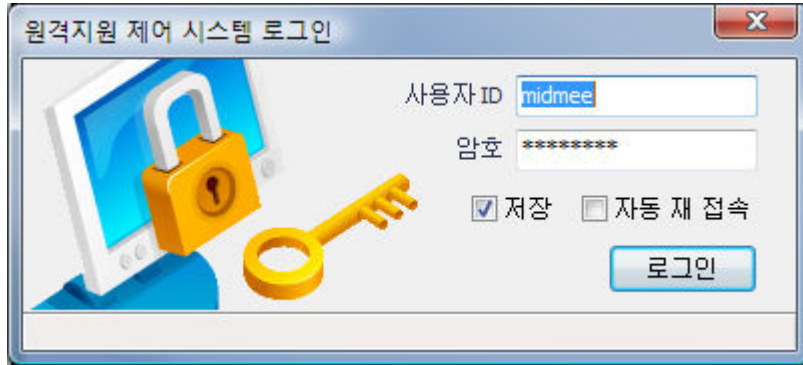 원격지원 제어 시스템 로그인
사용자 ID midmee
암호 ********
저장 자동 재 접속
로그인